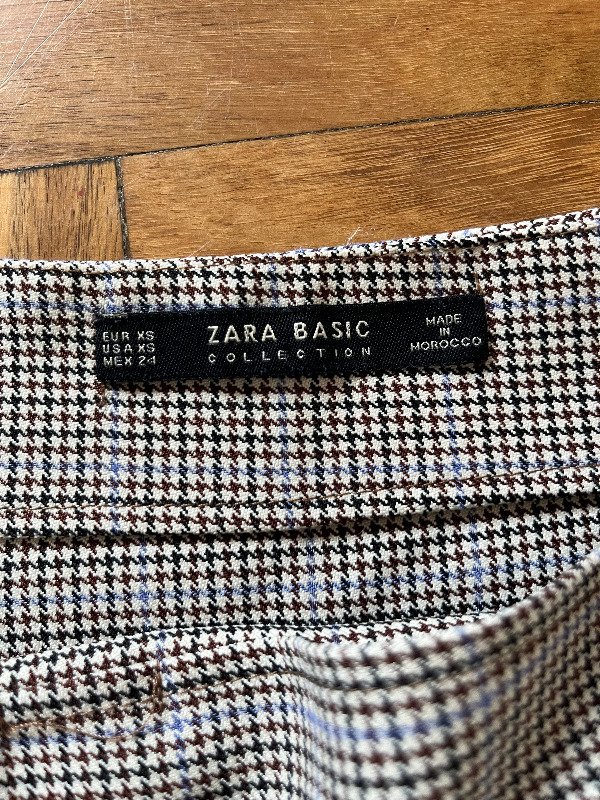 EUR XS
USA XS
MEX 24
ZARA BASIC
COLLECTION
MADE
IN
MOROCCO